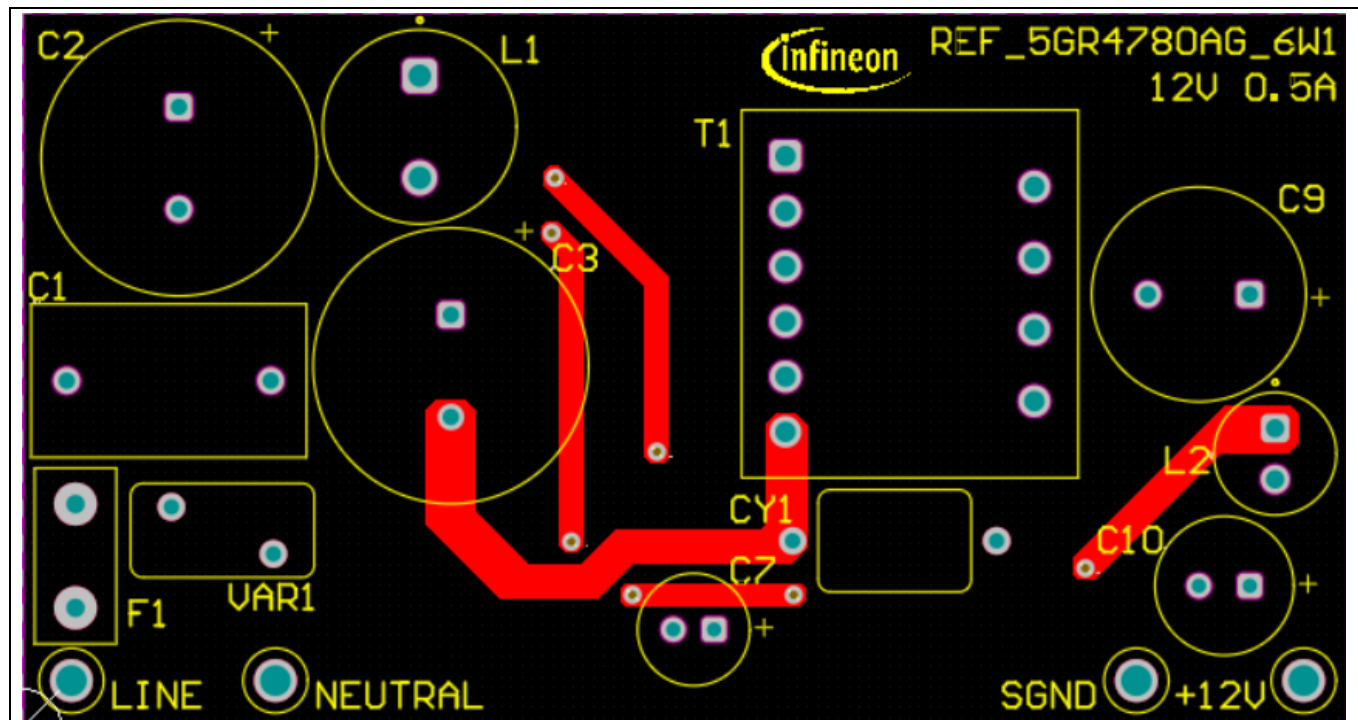 C2
+
L1
infineon
REF_5GR4780AG_6W1
12V 0.5A
T1
C9
+
+
C3
C1
L2
CY1
C10
C7
VAR1
F1
+
+
LINE
NEUTRAL
SGND
+12V